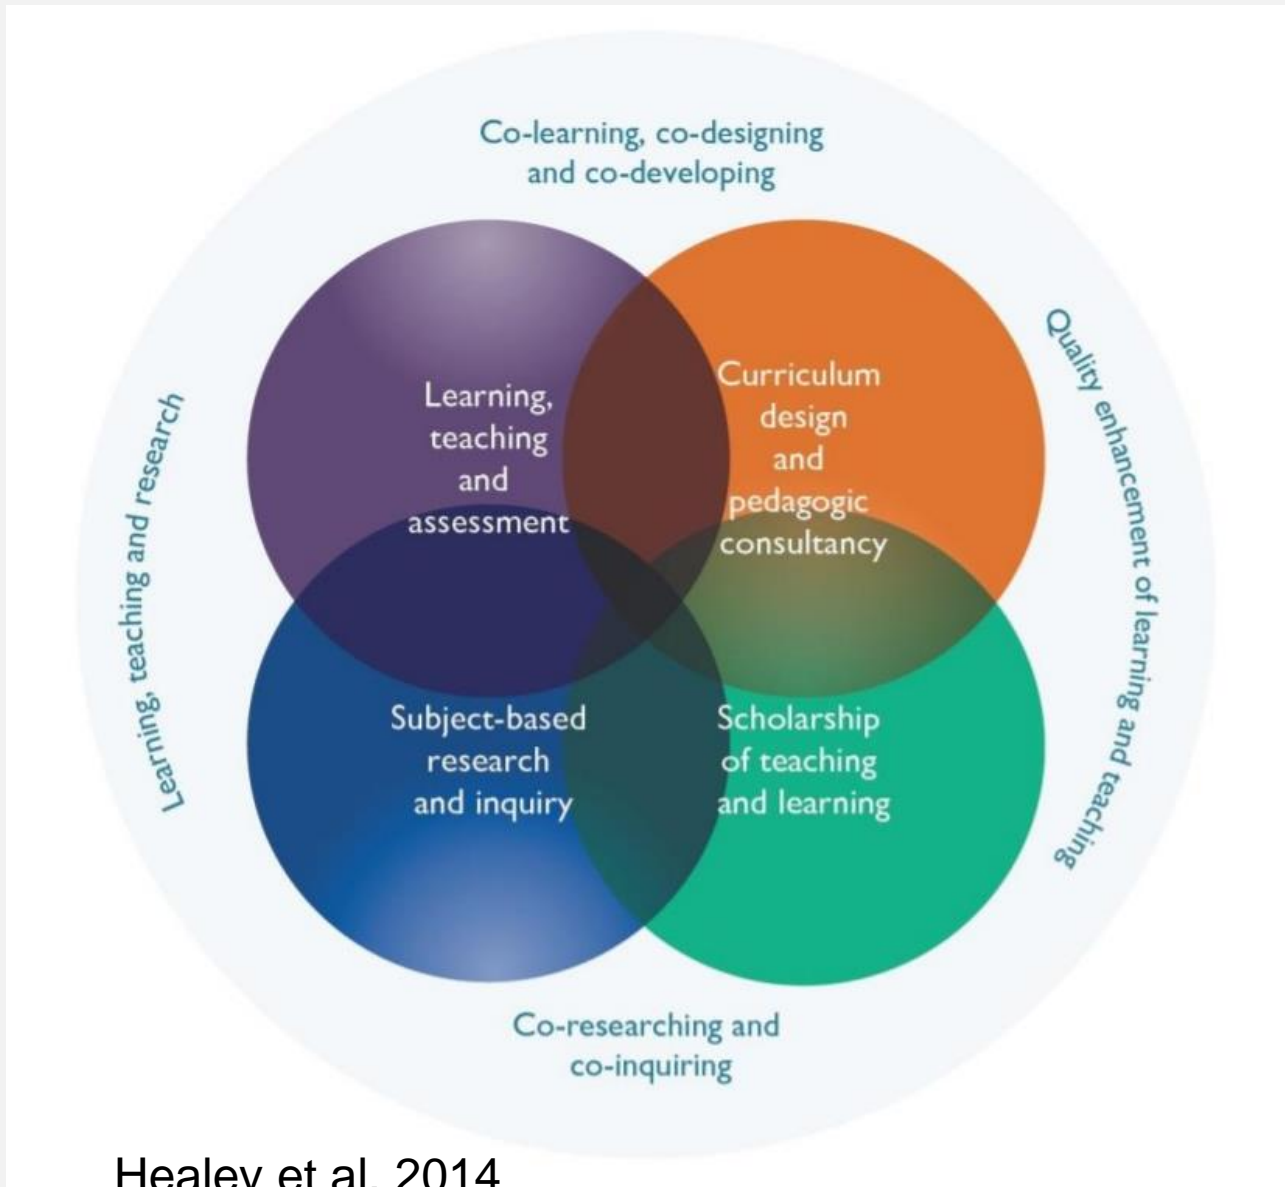 Co-learning, co-designing
and co-developing
Learning, teaching and research
Learning,
teaching
and
assessment
Curriculum
design
and
pedagogic
consultancy
Quality enhancement of learning and teaching
Subject-based
research
and inquiry
Scholarship
of teaching
and learning
Co-researching and
co-inquiring
Healey et al. 2014